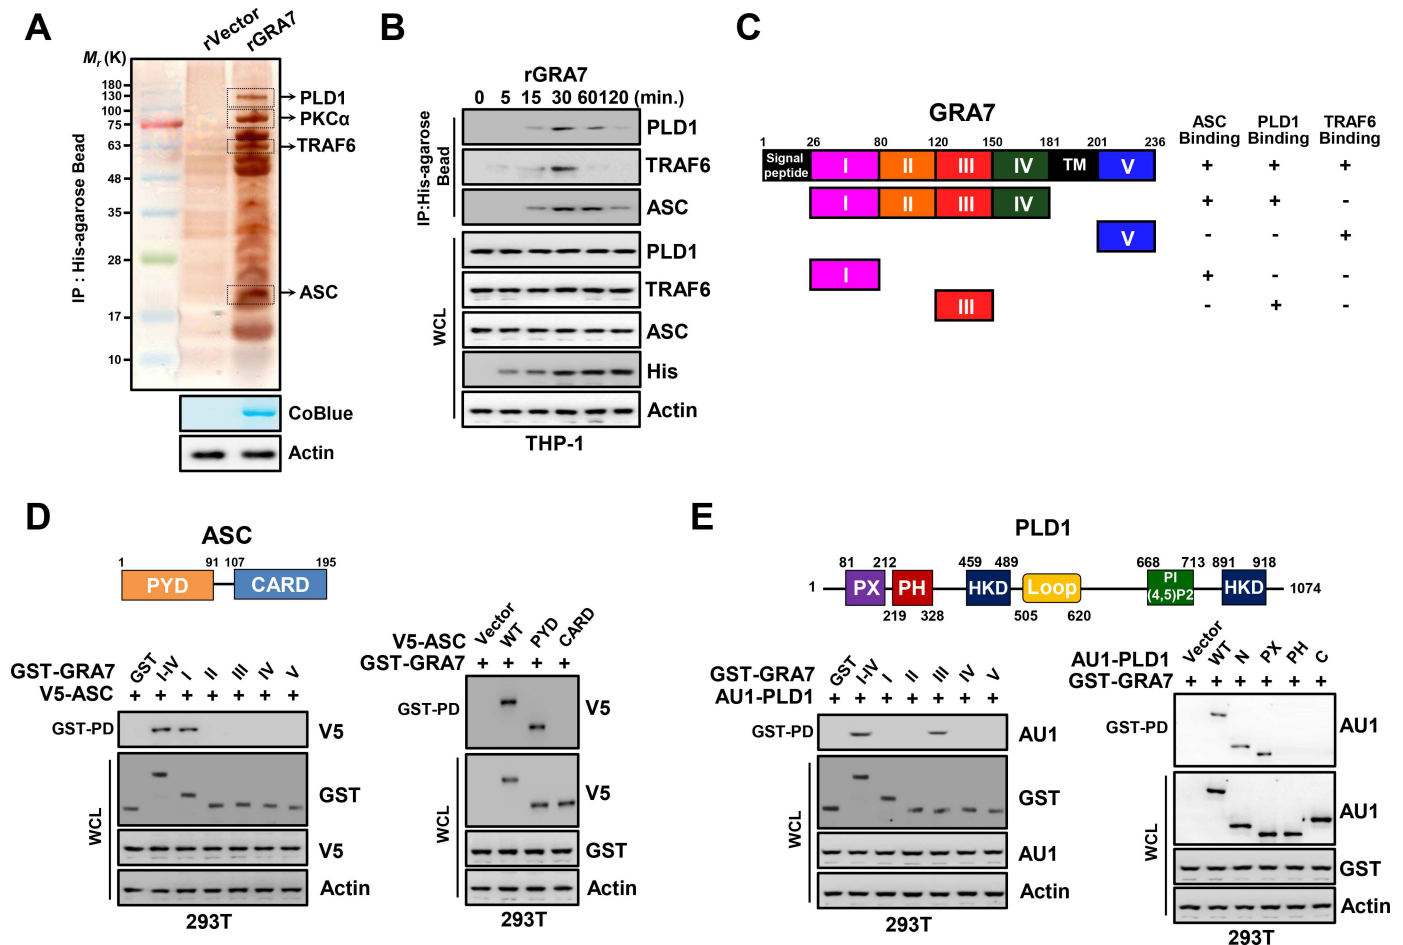 A
rVector
rGRA7
Mr (K)
180
130
100
75
63
48
35
28
17
10
IP : His-agarose Bead
PLD1
PKCα
TRAF6
ASC
CoBlue
Actin
B
rGRA7
0 5 15 30 60 120 (min.)
IP:His-agarose
Bead
PLD1
TRAF6
ASC
WCL
PLD1
TRAF6
ASC
His
Actin
THP-1
C
GRA7
ASC Binding
PLD1 Binding
TRAF6 Binding
1 26 80 120 150 181 201 236
Signal peptide I II III IV TM V + + +
I II III IV + + -
V - - +
I + - -
III - + -
D
ASC
1 91 107 195
PYD CARD
GST-GRA7 GST I-IV I II III IV V
V5-ASC + + + + + + +
GST-PD V5
WCL
GST
V5
Actin
293T
V5-ASC Vector WT PYD CARD
GST-GRA7 + + + +
GST-PD V5
WCL
V5
GST
Actin
293T
E
PLD1
81 212 459 489 668 713 891 918
1 PX PH HKD Loop PI (4,5)P2 HKD 1074
219 328 505 620
GST-GRA7 GST I-IV I II III IV V
AU1-PLD1 + + + + + + +
GST-PD AU1
WCL
GST
AU1
Actin
293T
AU1-PLD1 Vector WT N PX PH C
GST-GRA7 + + + + + +
GST-PD AU1
WCL
AU1
GST
Actin
293T